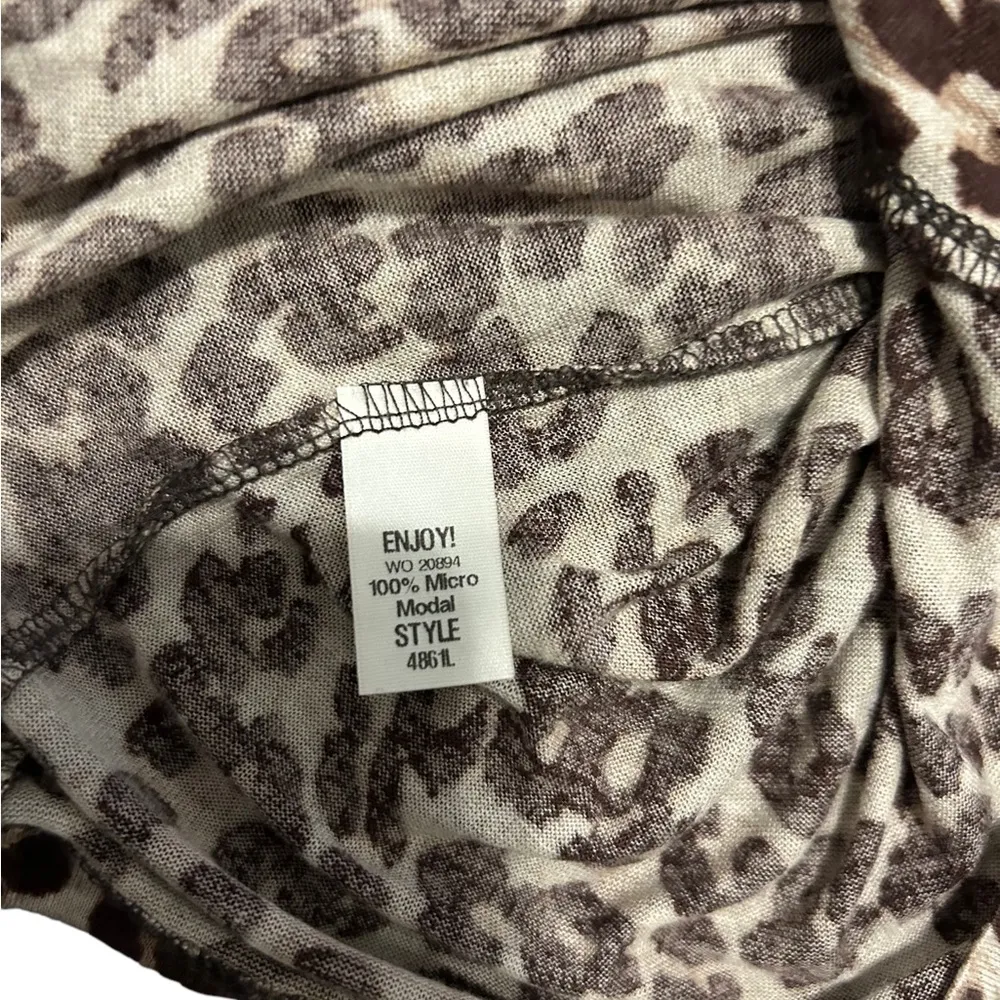 ENJOY!
WO 20894
100% Micro
Modal
STYLE
4861L